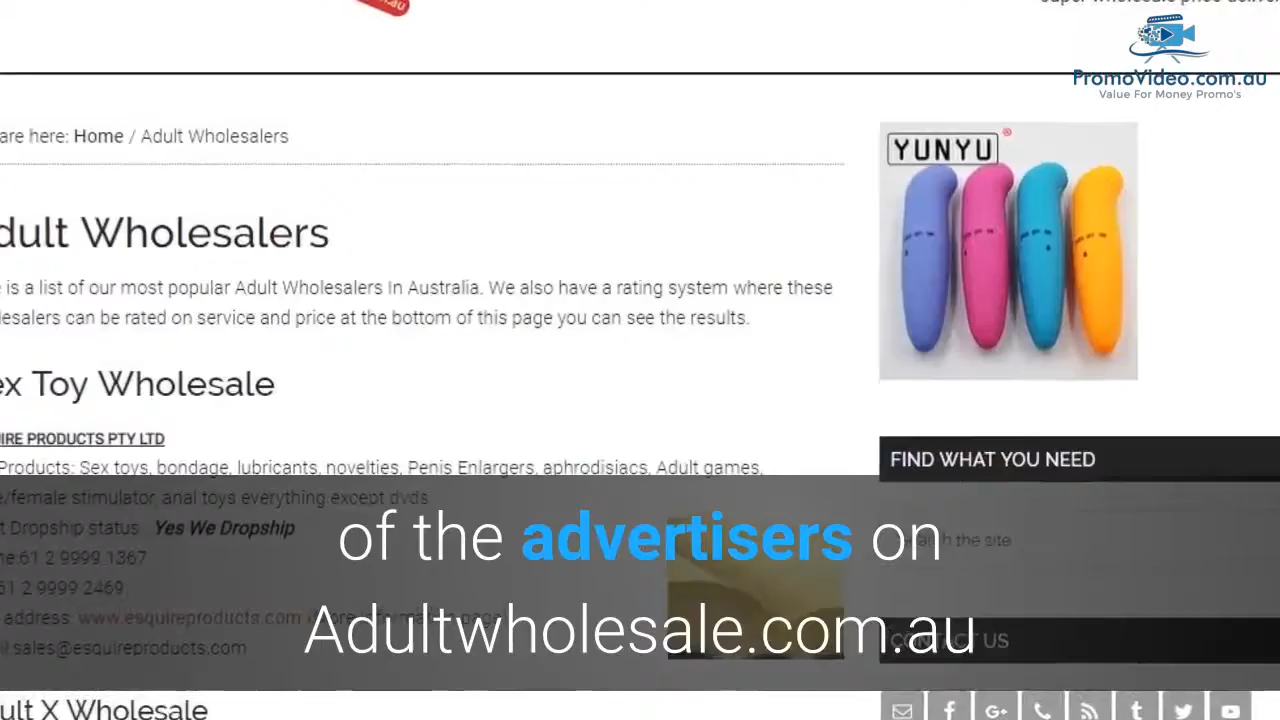 PromoVideo.com.au
Value For Money Promo's
are here: Home / Adult Wholesalers
YUNYU
dult Wholesalers
is a list of our most popular Adult Wholesalers In Australia. We also have a rating system where these
esalers can be rated on service and price at the bottom of this page you can see the results.
ex Toy Wholesale
IRE PRODUCTS PTY LTD
Products: Sex toys, bondage, lubricants, novelties, Penis Enlargers, aphrodisiacs, Adult games,
e/female stimulator, anal toys everything except dvds
t Dropship status Yes We Dropship
ne:61 2 9999 1367
61 2 9999 2469
address: www.esquireproducts.com
sales@esquireproducts.com
FIND WHAT YOU NEED
the site
CONTACT US
of the advertisers on
Adultwholesale.com.au
ult X Wholesale